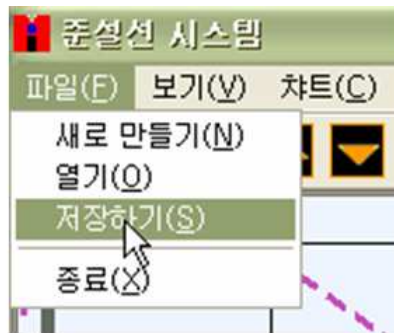 준설선 시스템
파일(F) 보기(V) 챠트(C)
새로 만들기(N)
열기(O)
저장하기(S)
종료(X)